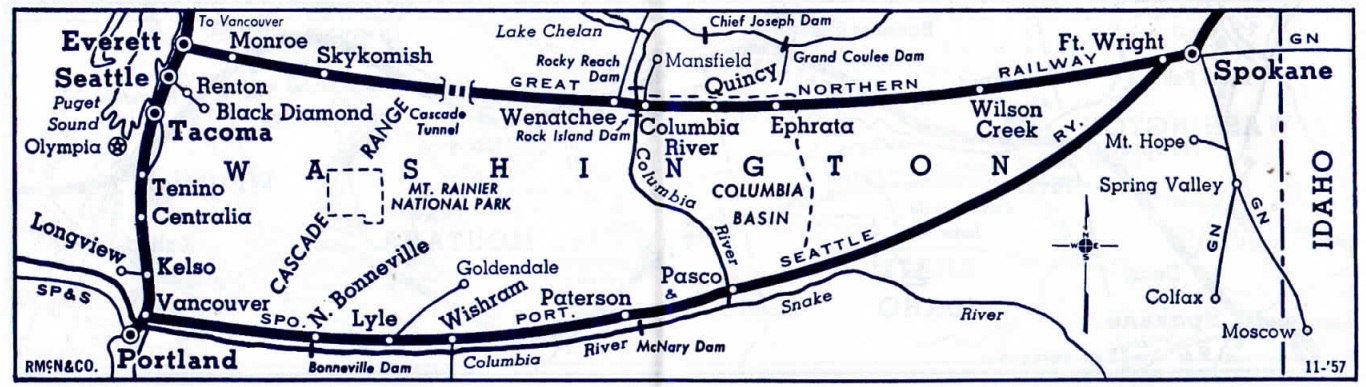 To Vancouver
Everett
Monroe
Skykomish
Seattle
Renton
Black Diamond
Puget
Sound
Tacoma
Olympia
Tenino
Centralia
Longview
Kelso
Vancouver
SP&S
Portland
RMCN&CO.
CASCADE RANGE
Cascade
Tunnel
MT. RAINIER
NATIONAL PARK
WASHINGTON
GREAT NORTHERN RAILWAY
Lake Chelan
Rocky Reach
Dam
Chief Joseph Dam
Grand Coulee Dam
Mansfield
Quincy
Wenatchee
Rock Island Dam
Columbia
River
Ephrata
Wilson
Creek
Ft. Wright
Spokane
GN
Columbia
River
COLUMBIA
BASIN
SPO. PORT. & SEATTLE RY.
N. Bonneville
Lyle
Goldendale
Wishram
Paterson
Pasco
Bonneville Dam
Columbia River
McNary Dam
Snake River
N
W E
S
Mt. Hope
Spring Valley
GN
GN
Colfax
Moscow
IDAHO
11-'57